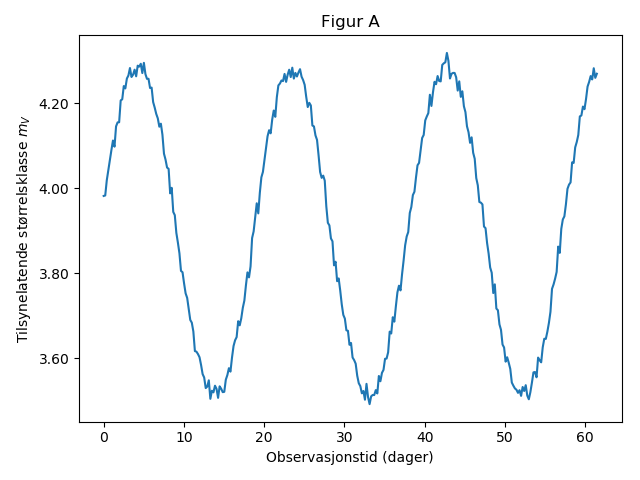 Figur A
Tilsynelatende størrelsklasse $m_V$
4.20
4.00
3.80
3.60
0 10 20 30 40 50 60
Observasjonstid (dager)